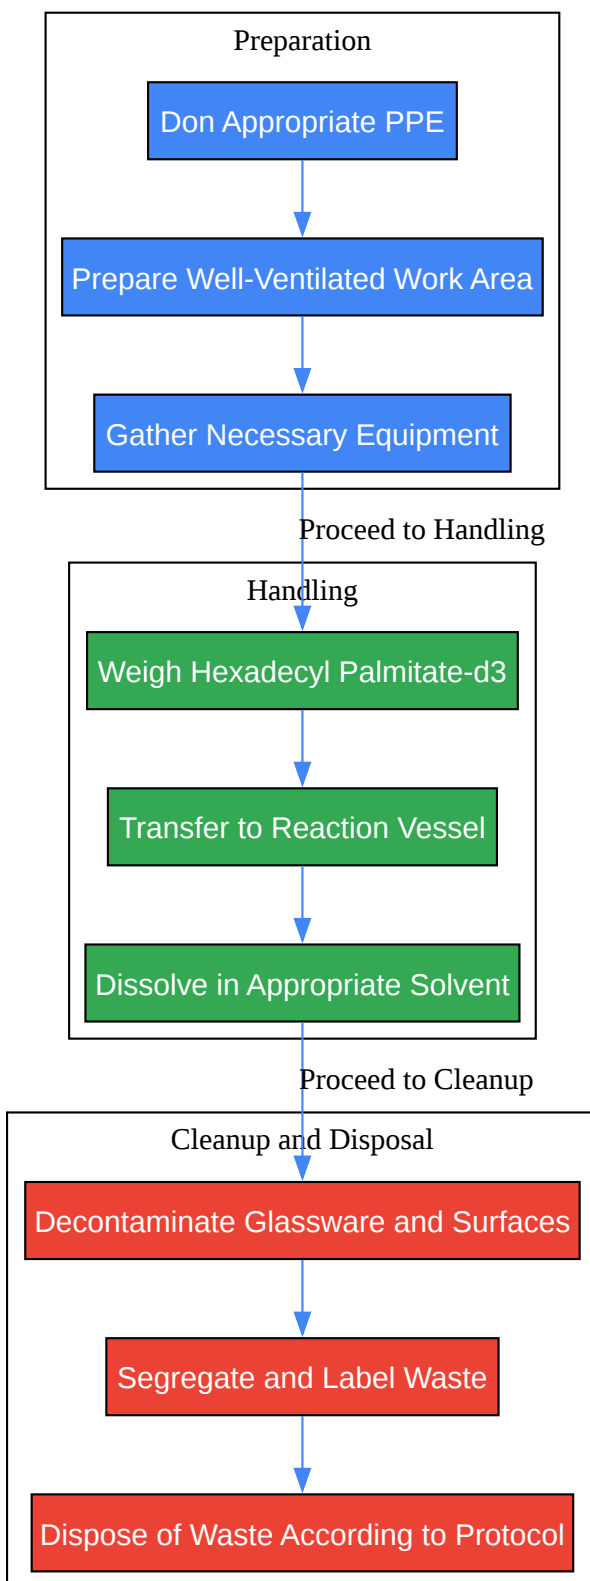 Preparation
Don Appropriate PPE
Prepare Well-Ventilated Work Area
Gather Necessary Equipment
Proceed to Handling
Handling
Weigh Hexadecyl Palmitate-d3
Transfer to Reaction Vessel
Dissolve in Appropriate Solvent
Proceed to Cleanup
Cleanup and Disposal
Decontaminate Glassware and Surfaces
Segregate and Label Waste
Dispose of Waste According to Protocol